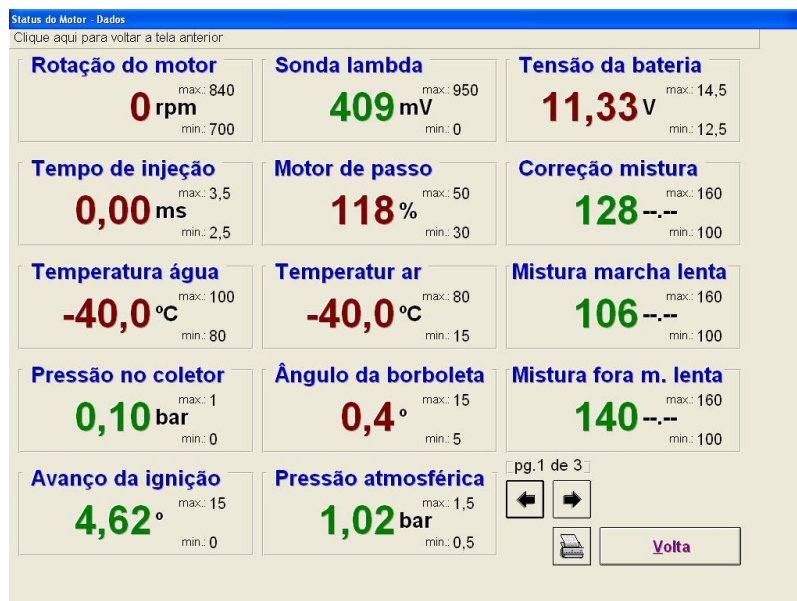 Status do Motor - Dados
Clique aqui para voltar a tela anterior
Rotação do motor
max.: 840
0 rpm
min.: 700
Sonda lambda
max.: 950
409 mV
min.: 0
Tensão da bateria
max.: 14,5
11,33 V
min.: 12,5
Tempo de injeção
max.: 3,5
0,00 ms
min.: 2,5
Motor de passo
max.: 50
118 %
min.: 30
Correção mistura
max.: 160
128 --.--
min.: 100
Temperatura água
max.: 100
-40,0 ºC
min.: 80
Temperatur ar
max.: 80
-40,0 ºC
min.: 15
Mistura marcha lenta
max.: 160
106 --.--
min.: 100
Pressão no coletor
max.: 1
0,10 bar
min.: 0
Ângulo da borboleta
max.: 15
0,4 º
min.: 5
Mistura fora m. lenta
max.: 160
140 --.--
min.: 100
Avanço da ignição
max.: 15
4,62 º
min.: 0
Pressão atmosférica
max.: 1,5
1,02 bar
min.: 0,5
pg.1 de 3
Volta